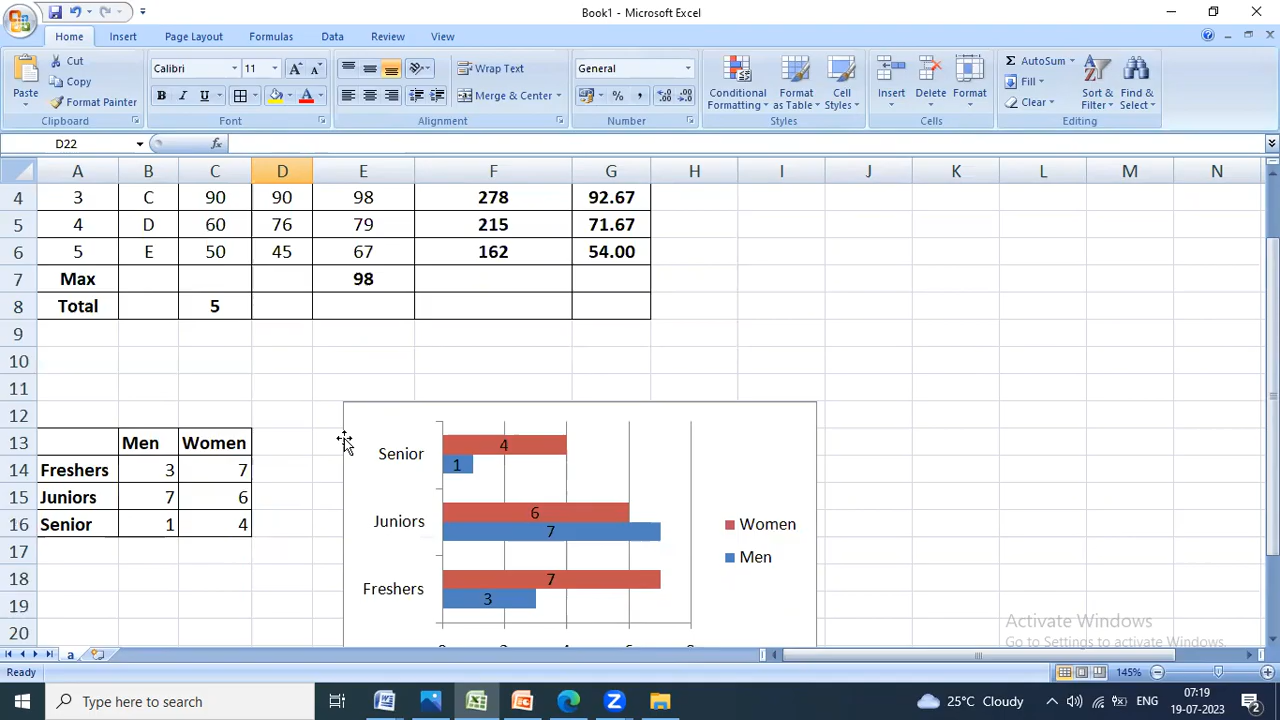 Book1 - Microsoft Excel
Home Insert Page Layout Formulas Data Review View
Paste
Cut
Copy
Format Painter
Clipboard
Calibri 11
B I U
Font
Wrap Text
Merge & Center
Alignment
General
Number
Conditional Formatting
Format as Table
Cell Styles
Styles
Insert Delete Format
Cells
Σ AutoSum
Fill
Clear
Sort & Filter
Find & Select
Editing
D22
A B C D E F G H I J K L M N
4 3 C 90 90 98 278 92.67
5 4 D 60 76 79 215 71.67
6 5 E 50 45 67 162 54.00
7 Max 98
8 Total 5
9
10
11
12
13 Men Women
14 Freshers 3 7
15 Juniors 7 6
16 Senior 1 4
17
18
19
20
Senior 4 1
Juniors 6 7
Freshers 7 3
Women
Men
Activate Windows
Go to Settings to activate Windows.
a
Ready
145%
Type here to search
25°C Cloudy
ENG
07:19
19-07-2023
2